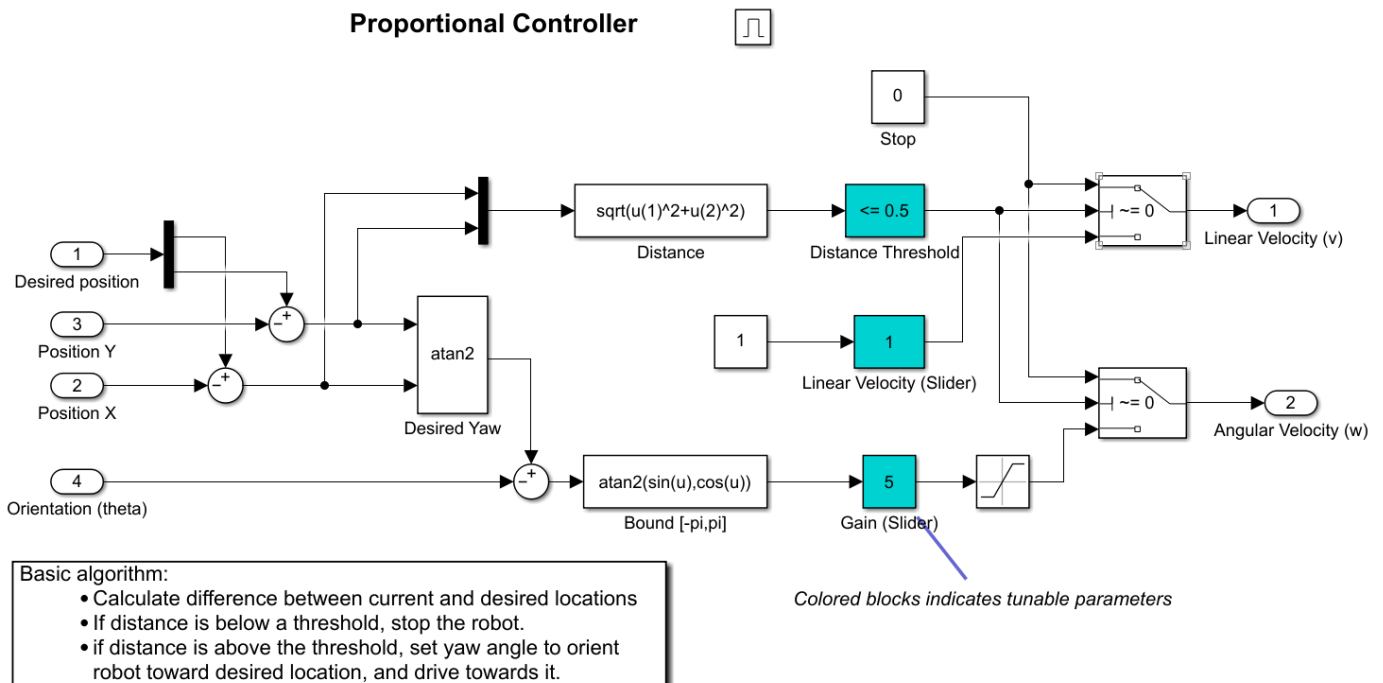 Proportional Controller
0
Stop
sqrt(u(1)^2+u(2)^2)
Distance
<= 0.5
Distance Threshold
~= 0
1
Linear Velocity (v)
1
Desired position
3
Position Y
2
Position X
atan2
Desired Yaw
1
1
Linear Velocity (Slider)
~= 0
2
Angular Velocity (w)
4
Orientation (theta)
atan2(sin(u),cos(u))
Bound [-pi,pi]
5
Gain (Slider)
− +
− +
− +
Colored blocks indicates tunable parameters
Basic algorithm:
• Calculate difference between current and desired locations
• If distance is below a threshold, stop the robot.
• if distance is above the threshold, set yaw angle to orient
robot toward desired location, and drive towards it.